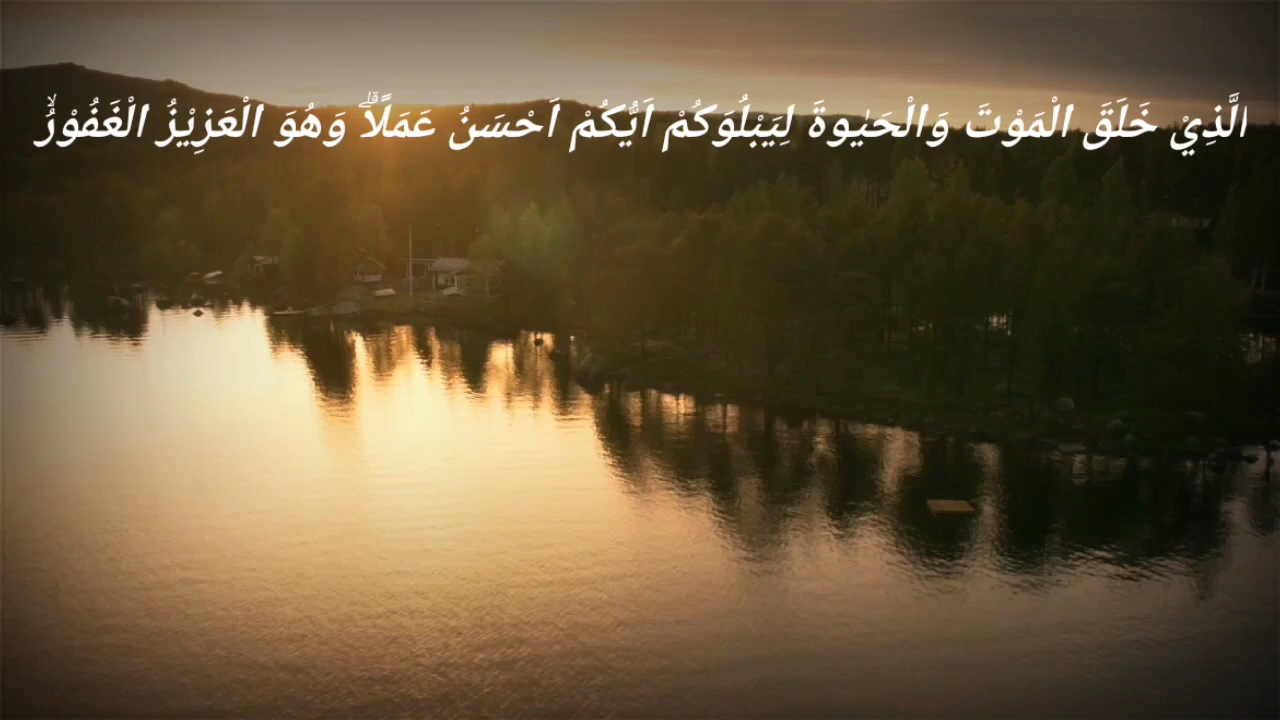 الَّذِيْ خَلَقَ الْمَوْتَ وَالْحَيٰوةَ لِيَبْلُوَكُمْ اَيُّكُمْ اَحْسَنُ عَمَلًاۗ وَهُوَ الْعَزِيْزُ الْغَفُوْرُۙ